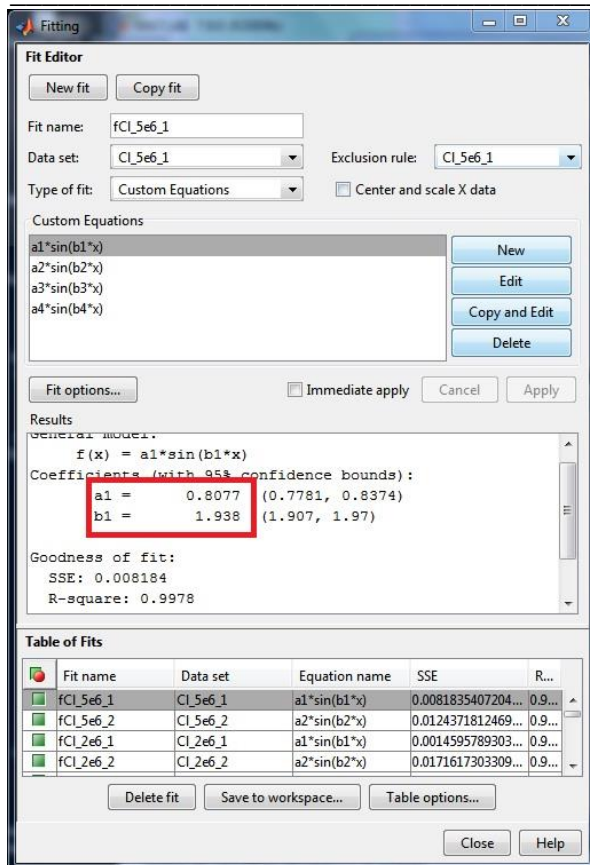 Fitting
Fit Editor
New fit Copy fit
Fit name: fCl_5e6_1
Data set: Cl_5e6_1 Exclusion rule: Cl_5e6_1
Type of fit: Custom Equations Center and scale X data
Custom Equations
a1*sin(b1*x)
a2*sin(b2*x)
a3*sin(b3*x)
a4*sin(b4*x)
New
Edit
Copy and Edit
Delete
Fit options... Immediate apply Cancel Apply
Results
General model:
f(x) = a1*sin(b1*x)
Coefficients (with 95% confidence bounds):
a1 = 0.8077 (0.7781, 0.8374)
b1 = 1.938 (1.907, 1.97)
Goodness of fit:
SSE: 0.008184
R-square: 0.9978
Table of Fits
Fit name Data set Equation name SSE R...
fCl_5e6_1 Cl_5e6_1 a1*sin(b1*x) 0.0081835407204... 0.9...
fCl_5e6_2 Cl_5e6_2 a2*sin(b2*x) 0.0124371812469... 0.9...
fCl_2e6_1 Cl_2e6_1 a1*sin(b1*x) 0.0014595789303... 0.9...
fCl_2e6_2 Cl_2e6_2 a2*sin(b2*x) 0.0171617303309... 0.9...
Delete fit Save to workspace... Table options...
Close Help